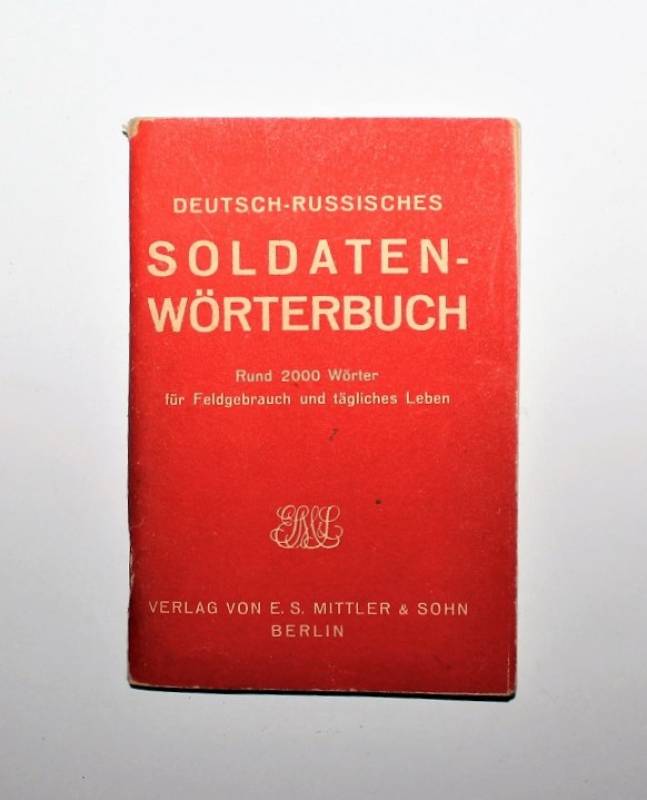 DEUTSCH-RUSSISCHES
SOLDATEN-
WÖRTERBUCH
Rund 2000 Wörter
für Feldgebrauch und tägliches Leben
VERLAG VON E. S. MITTLER & SOHN
BERLIN